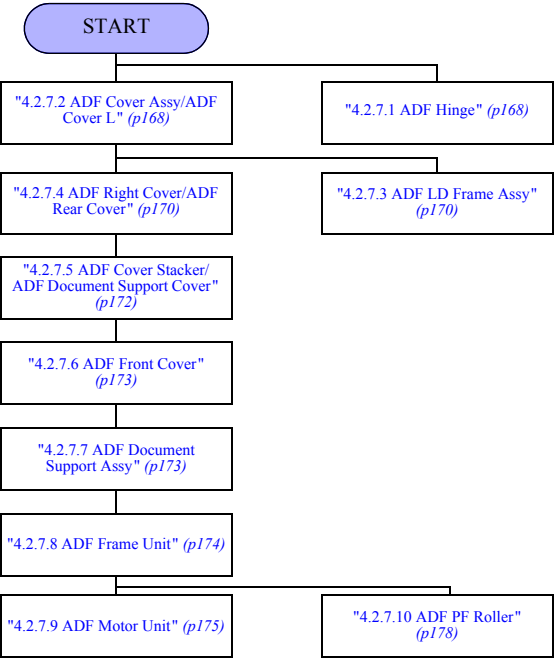 START
"4.2.7.2 ADF Cover Assy/ADF
Cover L" (p168)
"4.2.7.1 ADF Hinge" (p168)
"4.2.7.4 ADF Right Cover/ADF
Rear Cover" (p170)
"4.2.7.3 ADF LD Frame Assy"
(p170)
"4.2.7.5 ADF Cover Stacker/
ADF Document Support Cover"
(p172)
"4.2.7.6 ADF Front Cover"
(p173)
"4.2.7.7 ADF Document
Support Assy" (p173)
"4.2.7.8 ADF Frame Unit" (p174)
"4.2.7.9 ADF Motor Unit" (p175)
"4.2.7.10 ADF PF Roller"
(p178)